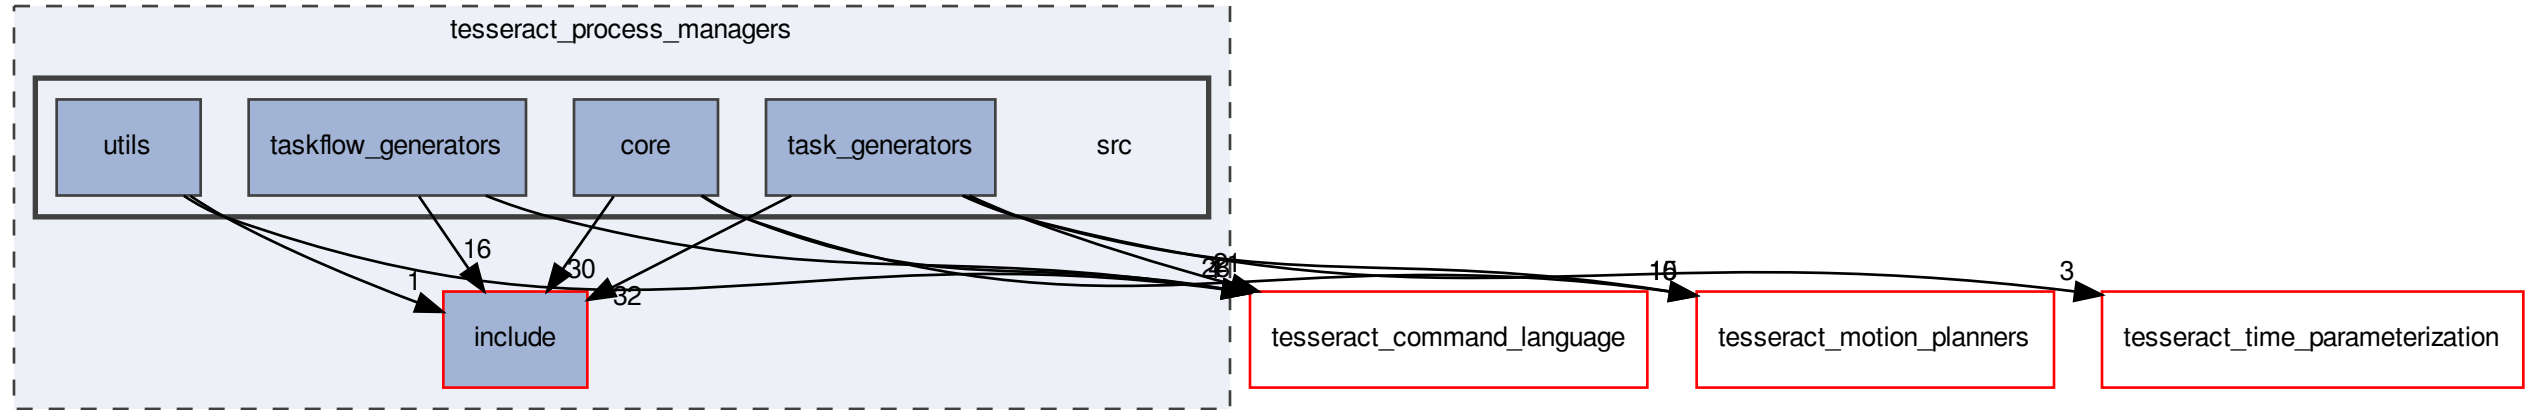 tesseract_process_managers
utils
taskflow_generators
core
task_generators
src
16
30
1
32
3
include
tesseract_command_language
tesseract_motion_planners
tesseract_time_parameterization